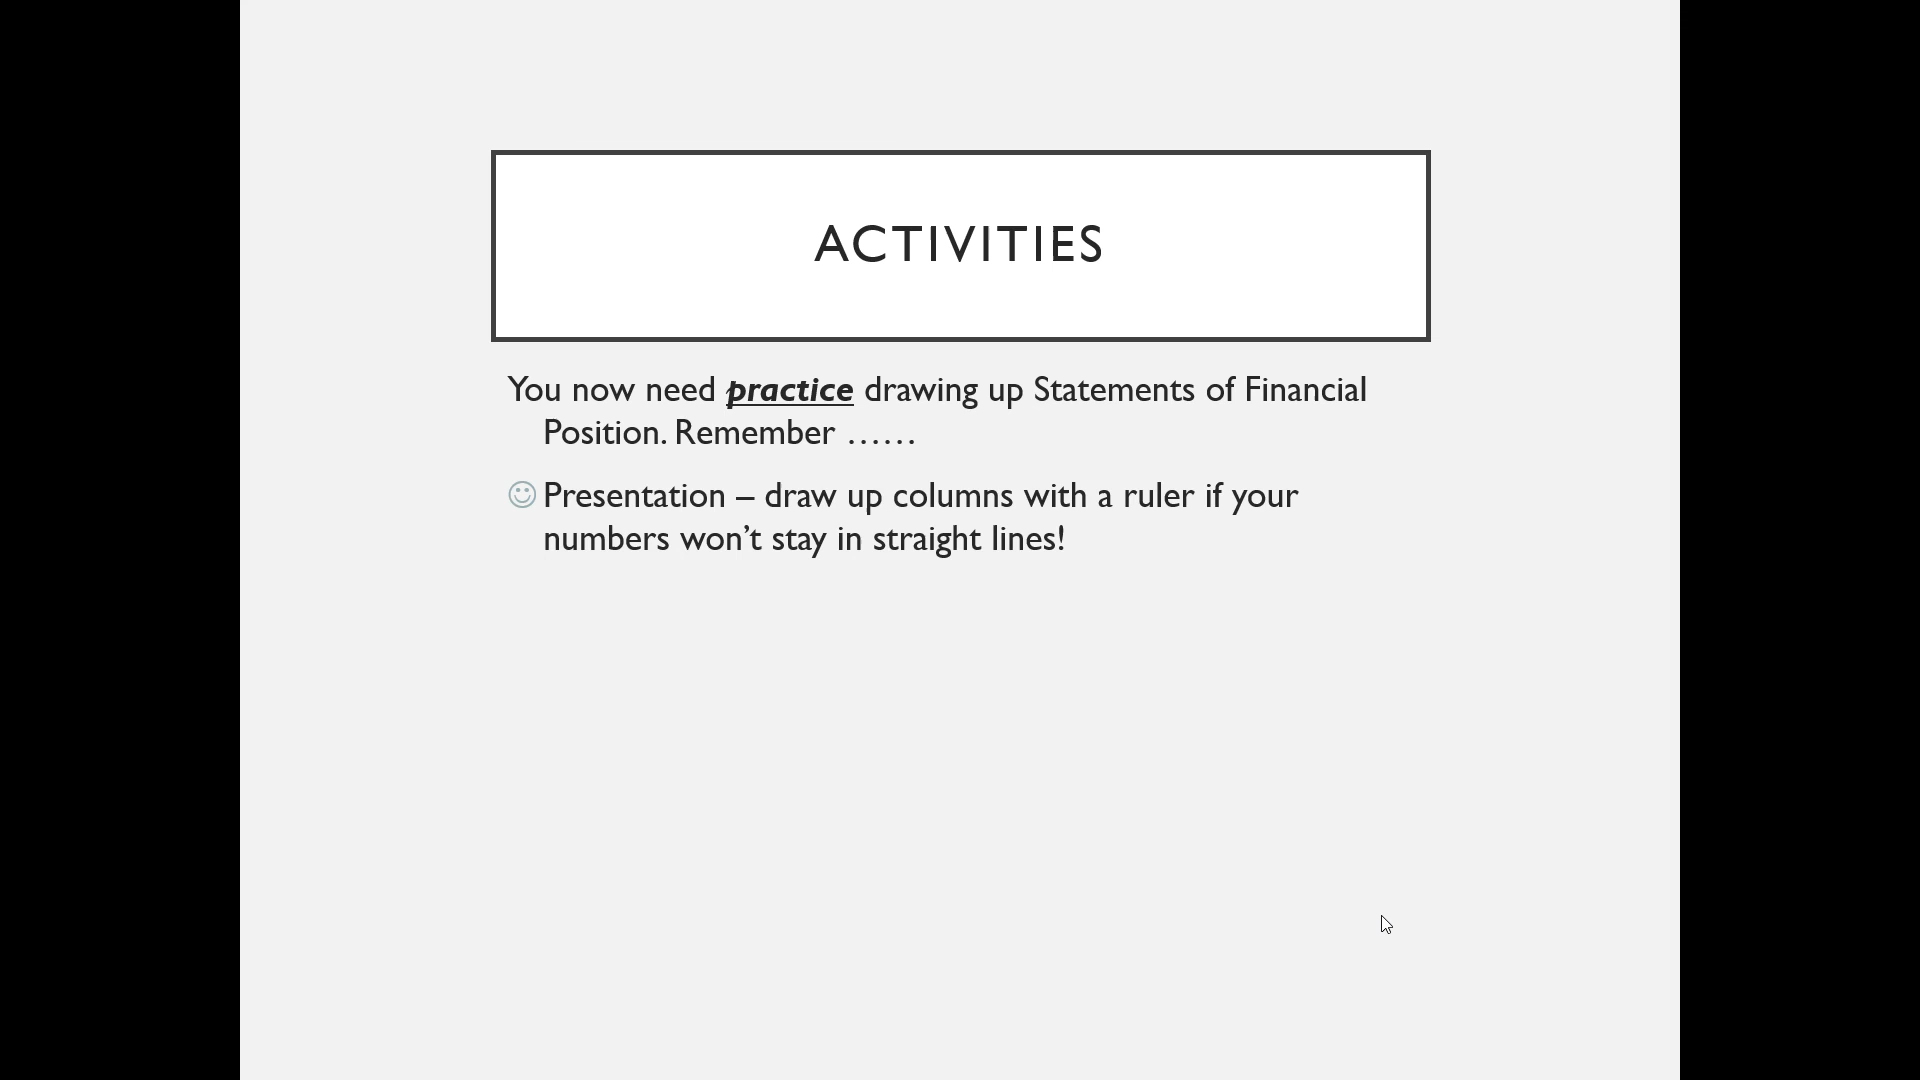 ACTIVITIES
You now need practice drawing up Statements of Financial
Position. Remember ……
Presentation – draw up columns with a ruler if your
numbers won’t stay in straight lines!